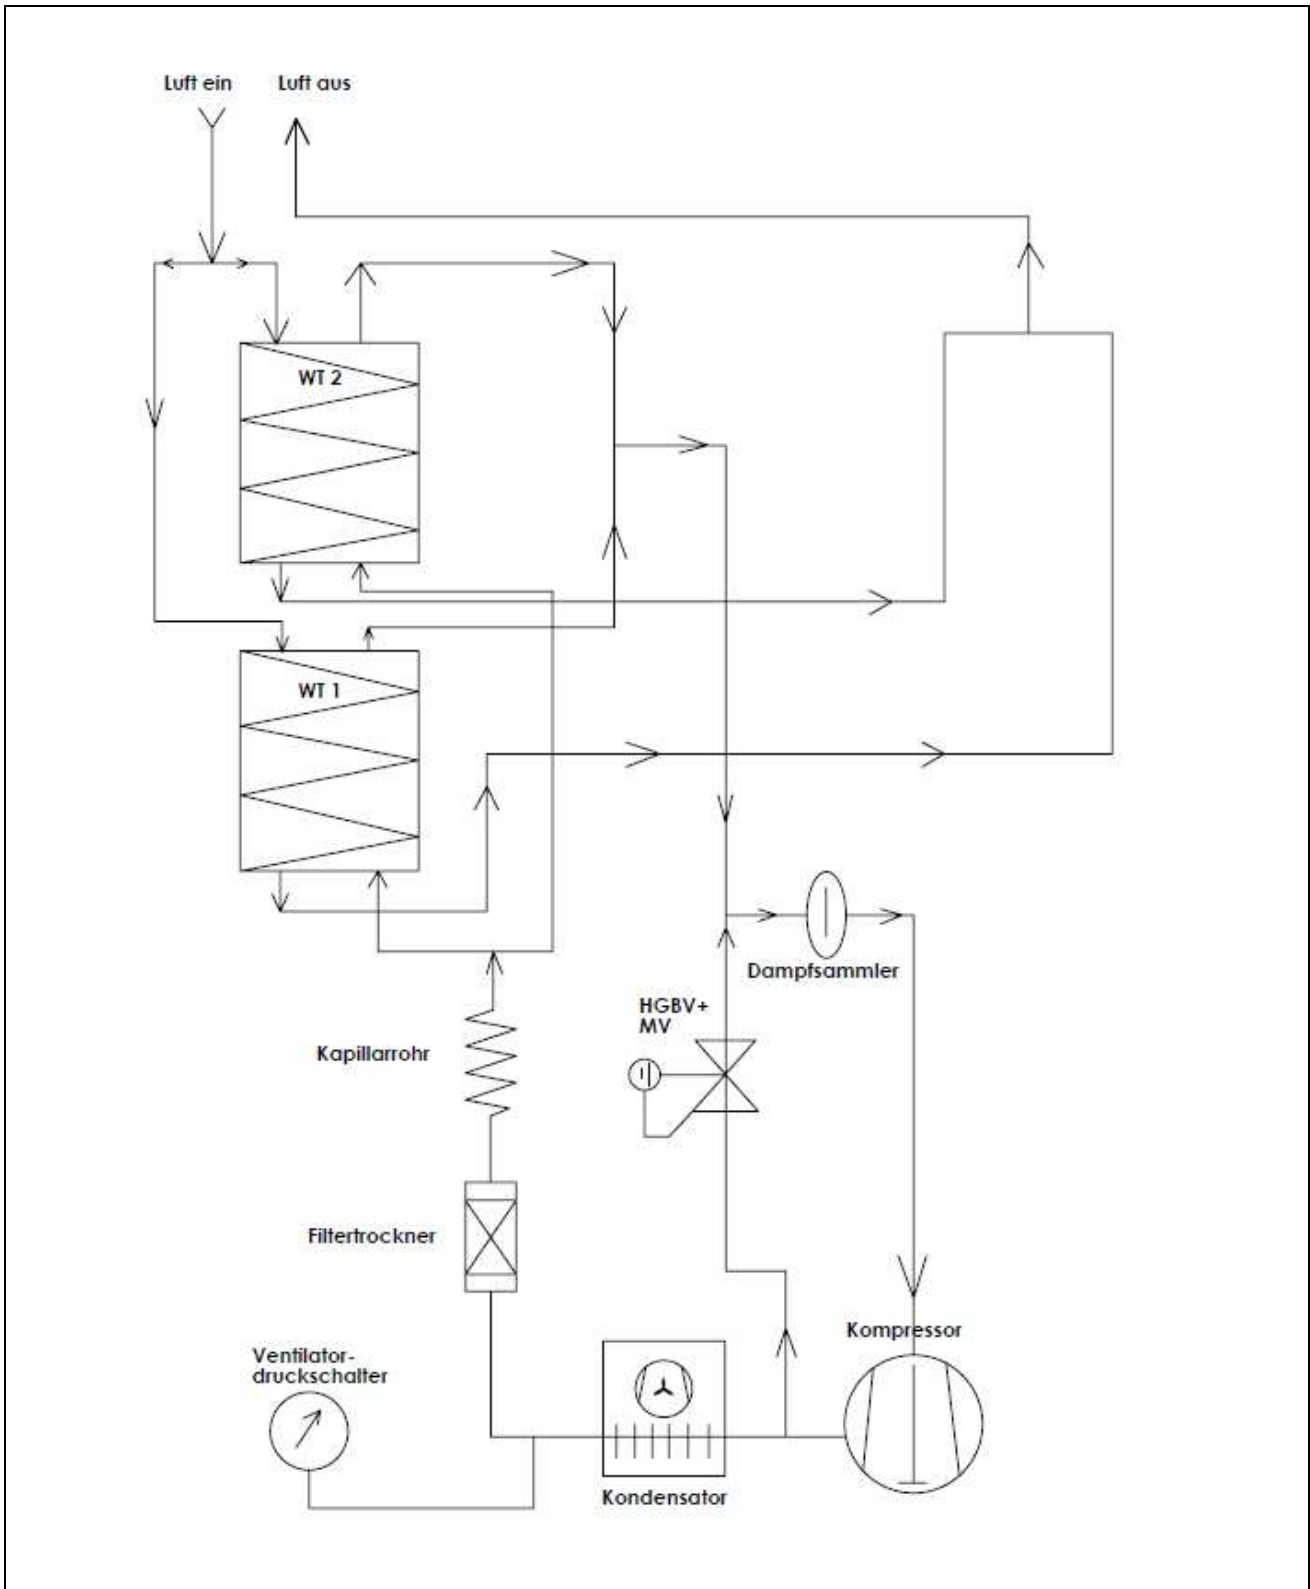 Luft ein
Luft aus
WT 2
WT 1
Dampfsammler
HGBV+
MV
Kapillarrohr
Filtertrockner
Kompressor
Ventilator-
druckschalter
Kondensator